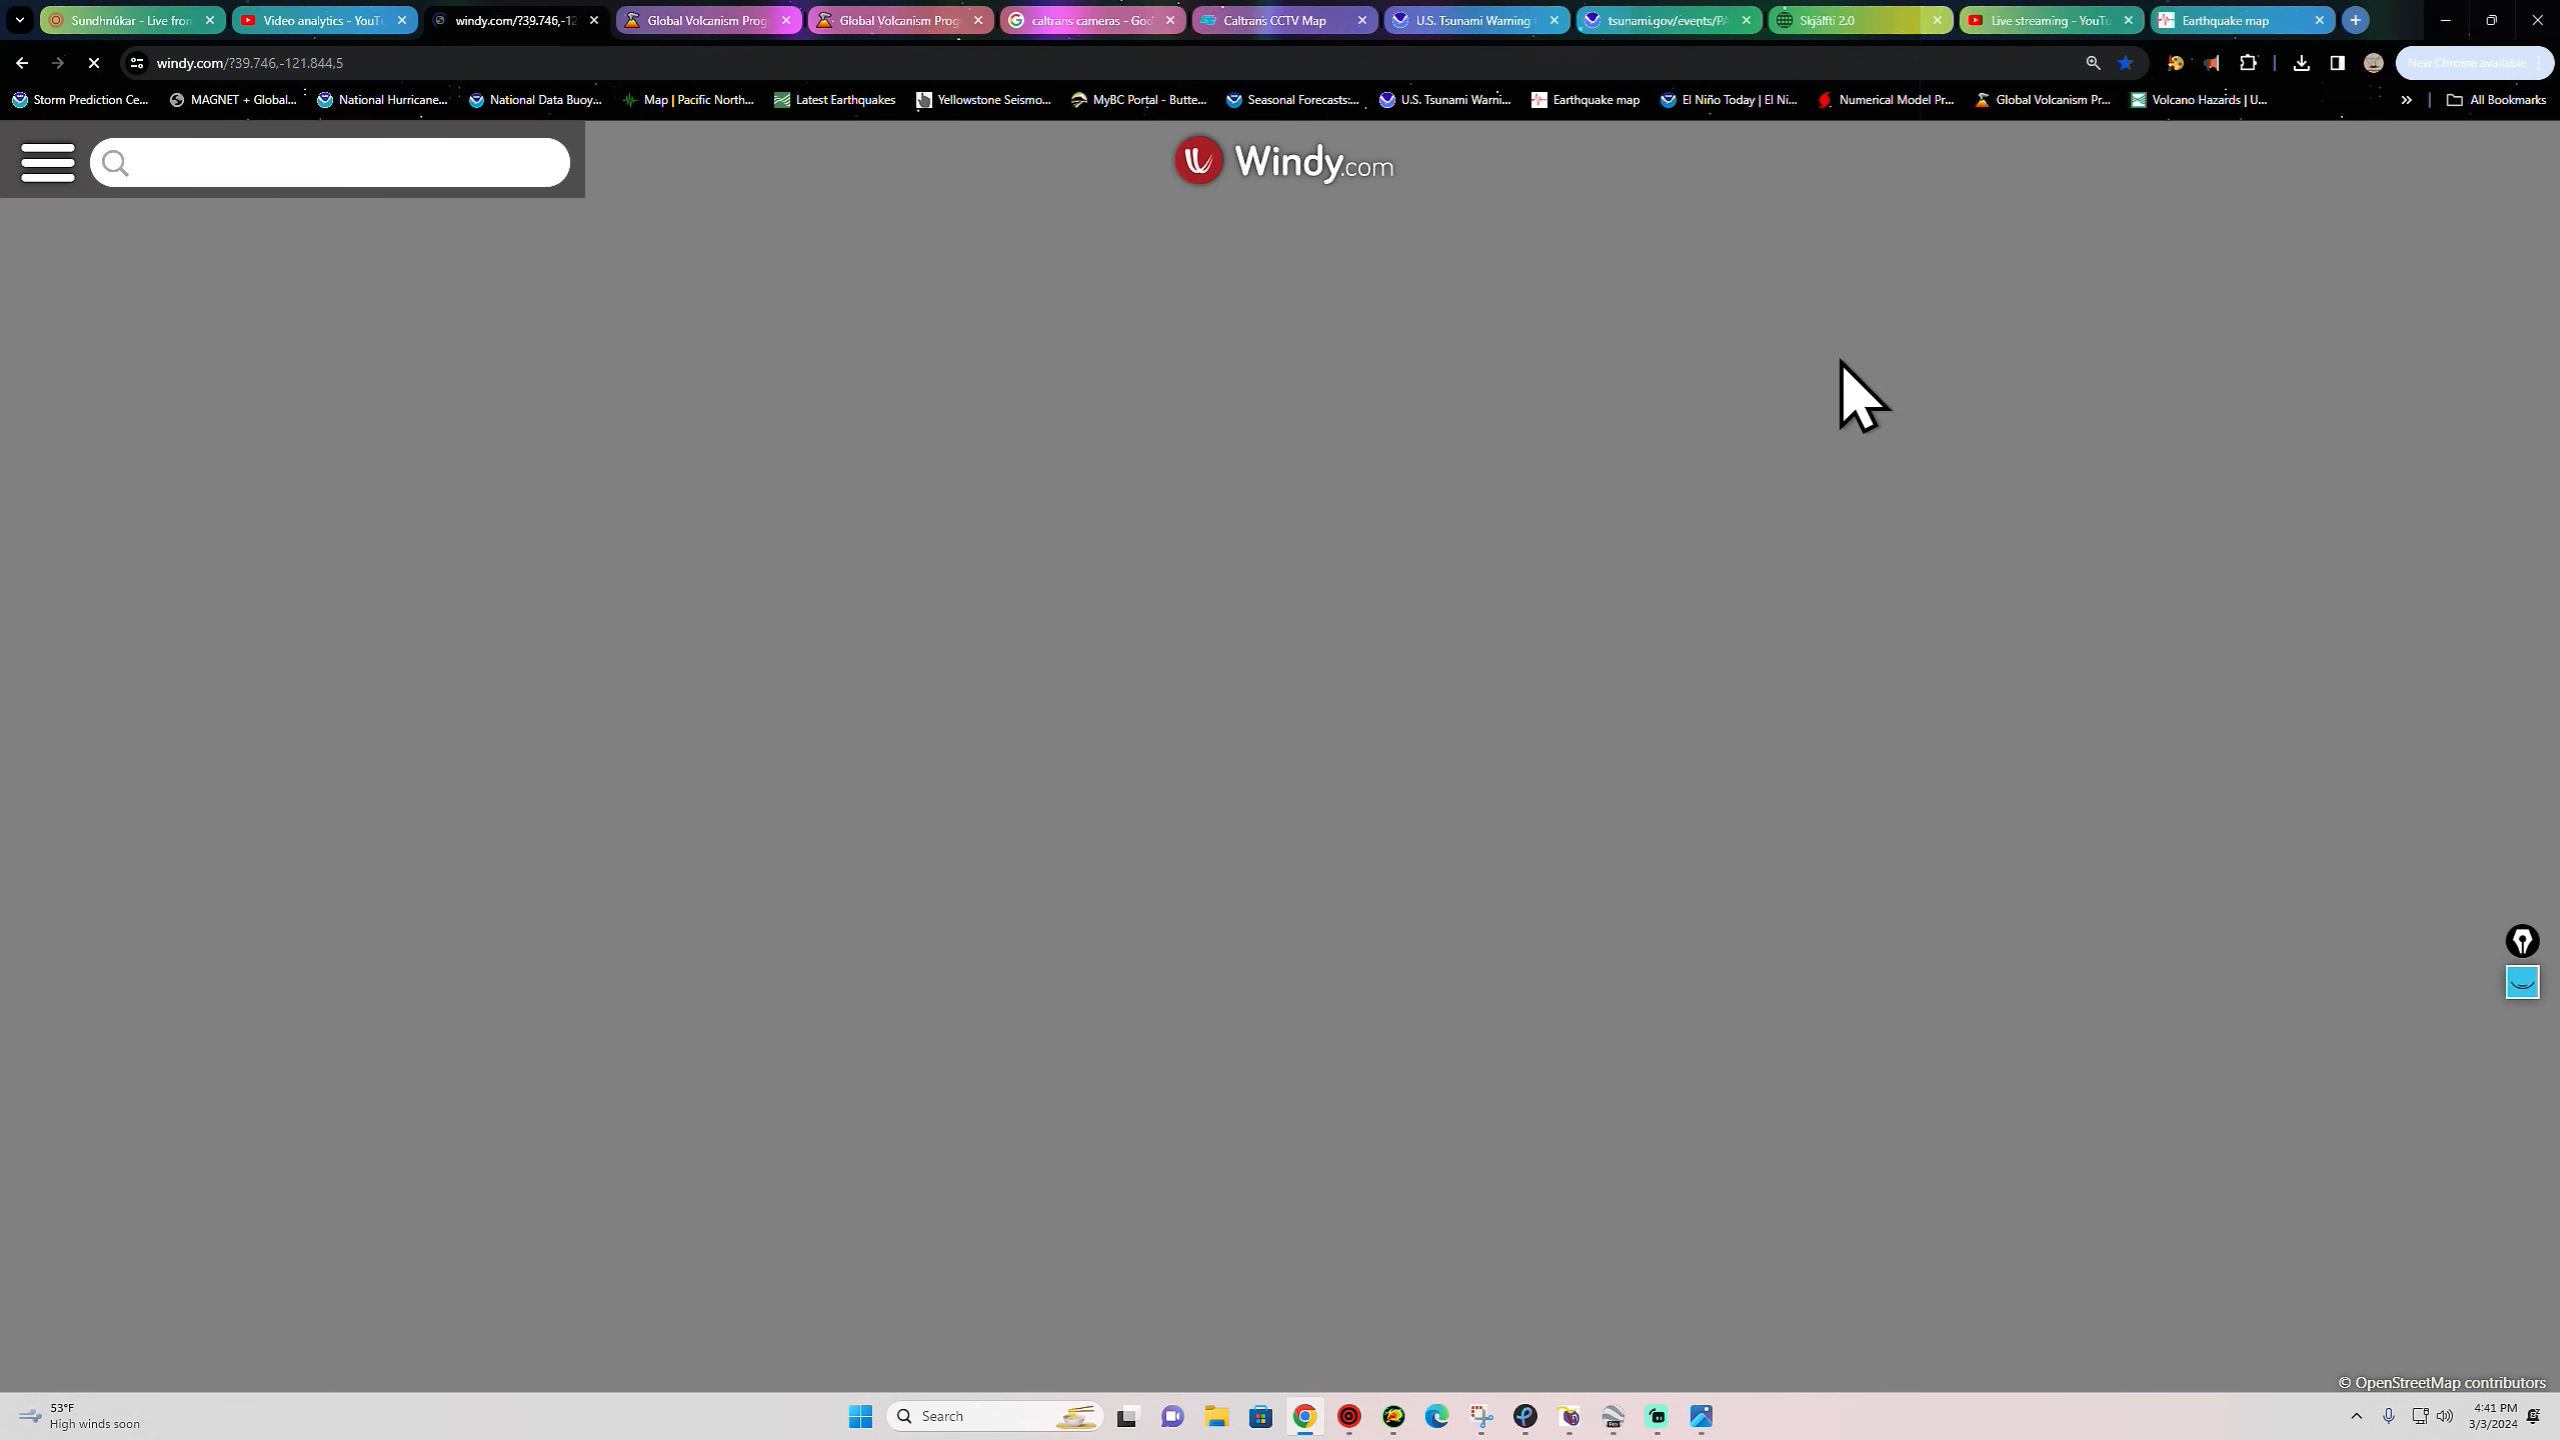 Sundhnúkar - Live fron
Video analytics - YouTu
windy.com/?39.746,-12
Global Volcanism Prog
Global Volcanism Prog
caltrans cameras - Goo
Caltrans CCTV Map
U.S. Tsunami Warning
tsunami.gov/events/PA
Skjálfti 2.0
Live streaming - YouTu
Earthquake map
windy.com/?39.746,-121.844,5
New Chrome available
Storm Prediction Ce...
MAGNET + Global...
National Hurricane...
National Data Buoy...
Map | Pacific North...
Latest Earthquakes
Yellowstone Seismo...
MyBC Portal - Butte...
Seasonal Forecasts:...
U.S. Tsunami Warni...
Earthquake map
El Niño Today | El Ni...
Numerical Model Pr...
Global Volcanism Pr...
Volcano Hazards | U...
All Bookmarks
Windy.com
© OpenStreetMap contributors
53°F
High winds soon
Search
4:41 PM
3/3/2024